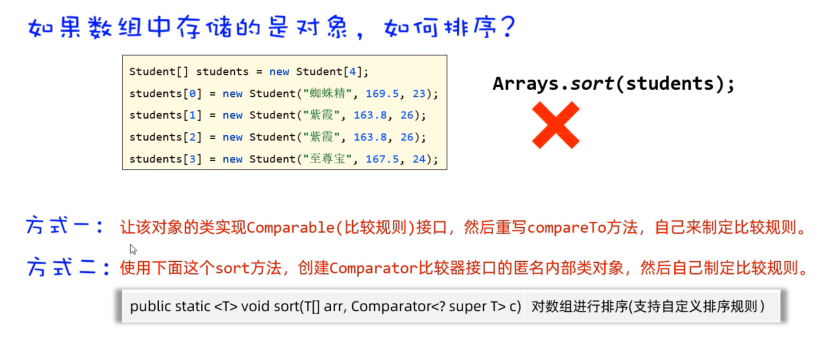 如果数组中存储的是对象，如何排序？
Student[] students = new Student[4];
students[0] = new Student("蜘蛛精", 169.5, 23);
students[1] = new Student("紫霞", 163.8, 26);
students[2] = new Student("紫霞", 163.8, 26);
students[3] = new Student("至尊宝", 167.5, 24);
Arrays.sort(students);
方式一：让该对象的类实现Comparable(比较规则)接口，然后重写compareTo方法，自己来制定比较规则。
方式二：使用下面这个sort方法，创建Comparator比较器接口的匿名内部类对象，然后自己制定比较规则。
public static <T> void sort(T[] arr, Comparator<? super T> c) 对数组进行排序(支持自定义排序规则）